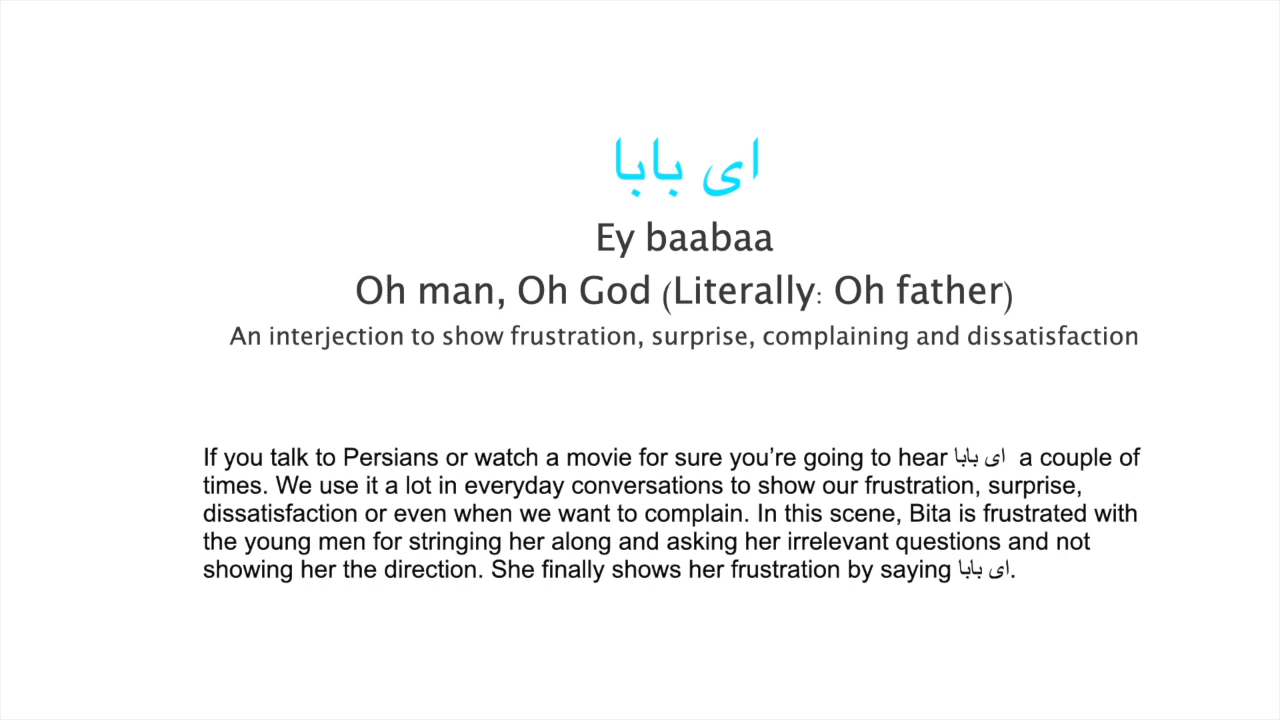 ای بابا
Ey baabaa
Oh man, Oh God (Literally: Oh father)
An interjection to show frustration, surprise, complaining and dissatisfaction
If you talk to Persians or watch a movie for sure you’re going to hear ای بابا a couple of
times. We use it a lot in everyday conversations to show our frustration, surprise,
dissatisfaction or even when we want to complain. In this scene, Bita is frustrated with
the young men for stringing her along and asking her irrelevant questions and not
showing her the direction. She finally shows her frustration by saying ای بابا.